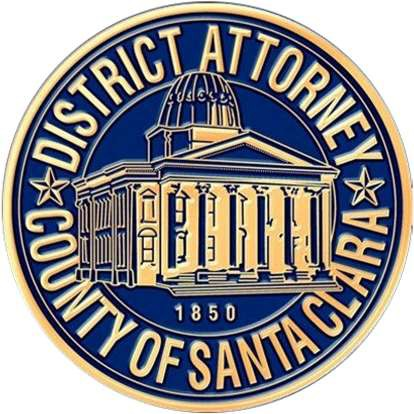 DISTRICT ATTORNEY
1850
COUNTY OF SANTA CLARA